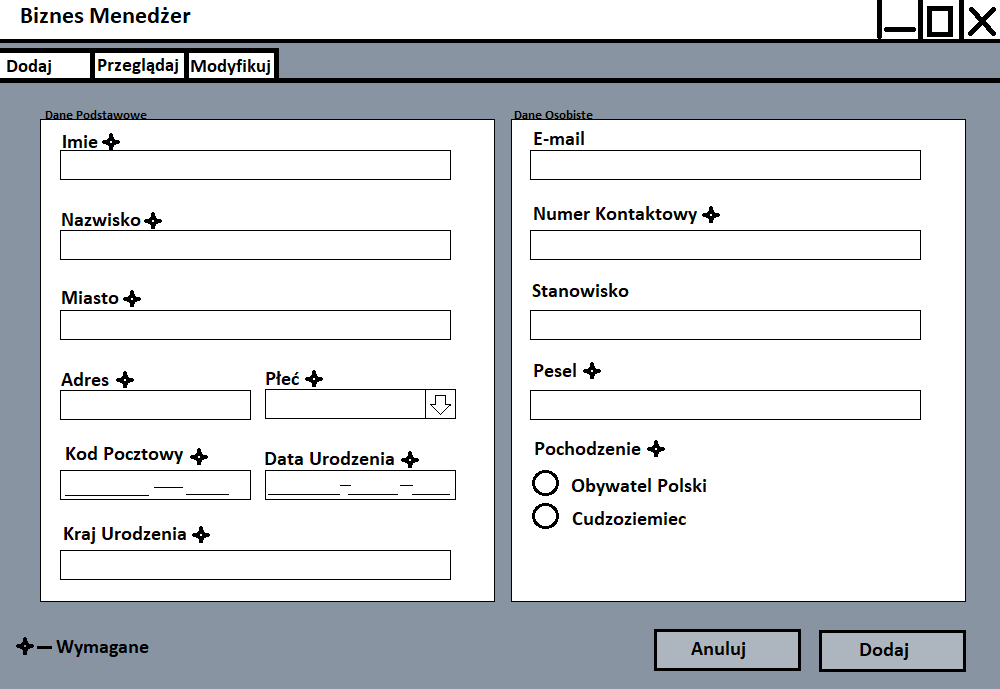 Biznes Menedżer
Dodaj Przeglądaj Modyfikuj
Dane Podstawowe
Imie
Nazwisko
Miasto
Adres Płeć
Kod Pocztowy Data Urodzenia
Kraj Urodzenia
Dane Osobiste
E-mail
Numer Kontaktowy
Stanowisko
Pesel
Pochodzenie
Obywatel Polski
Cudzoziemiec
— Wymagane
Anuluj Dodaj